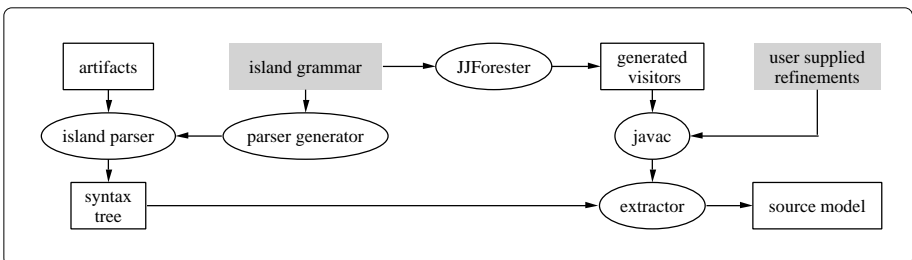 artifacts
island grammar
JJForester
generated
visitors
user supplied
refinements
island parser
parser generator
javac
syntax
tree
extractor
source model